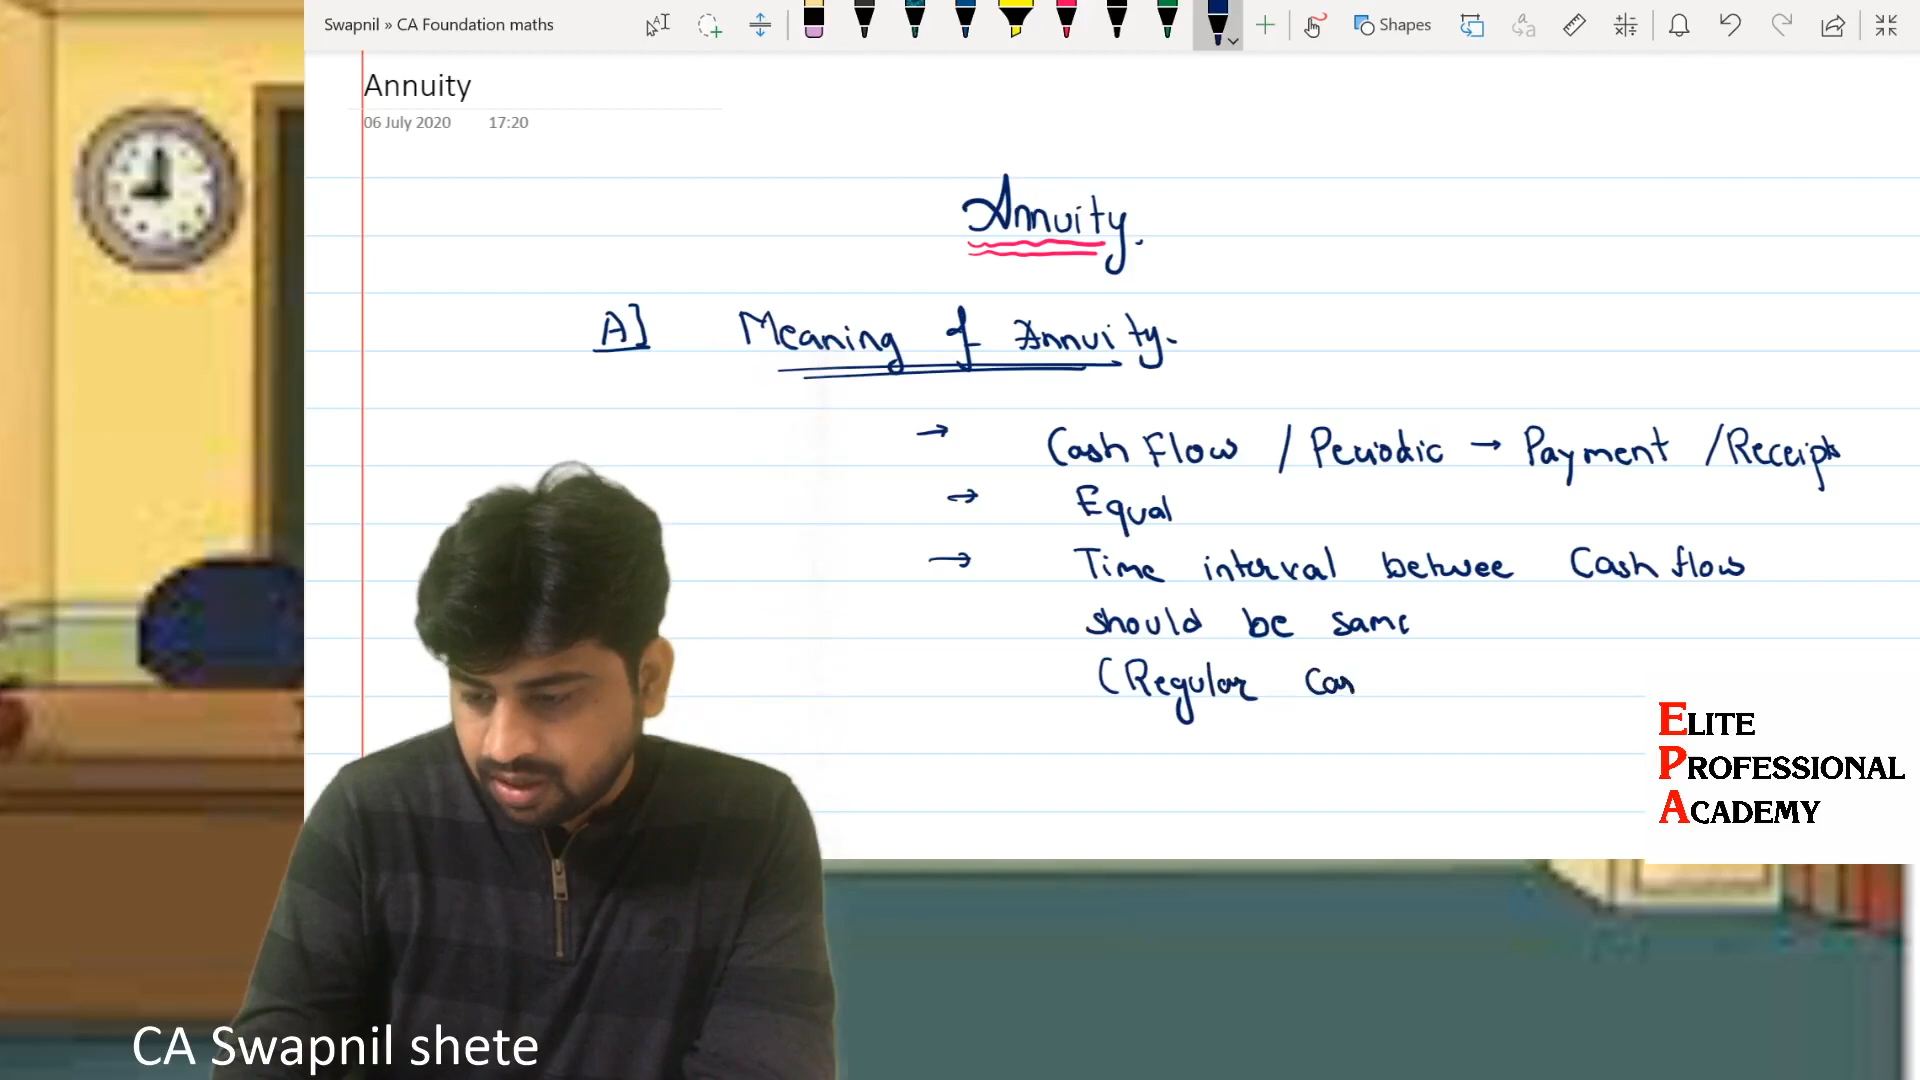 Swapnil » CA Foundation maths
Shapes
Annuity
06 July 2020 17:20
Annuity.
A] Meaning of Annuity.
→ Cash Flow / Periodic → Payment / Receipts
→ Equal
→ Time interval betwee Cash flow
should be same
(Regular Cas
ELITE
PROFESSIONAL
ACADEMY
CA Swapnil shete